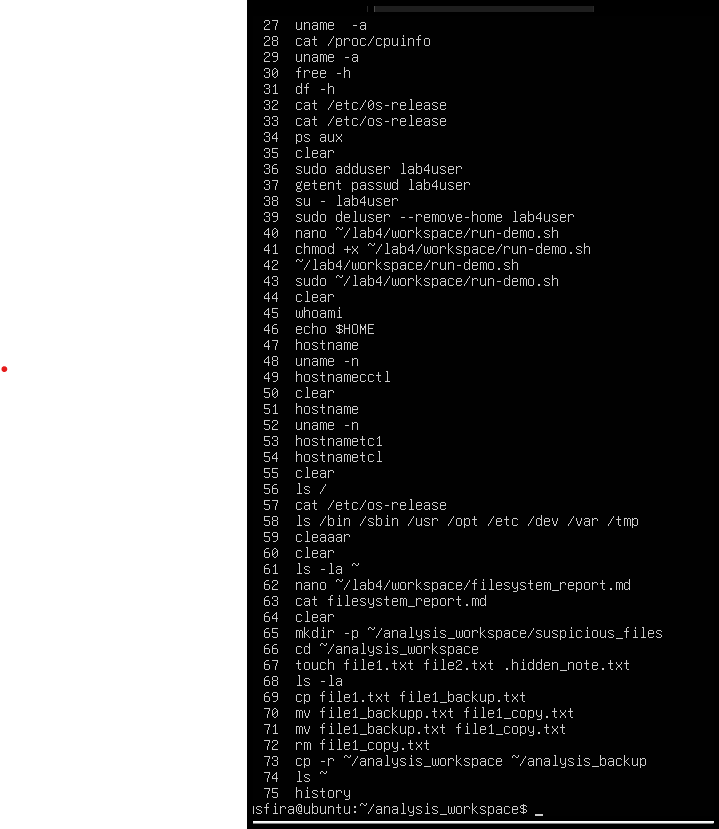 27 uname  -a
28 cat /proc/cpuinfo
29 uname -a
30 free -h
31 df -h
32 cat /etc/0s-release
33 cat /etc/os-release
34 ps aux
35 clear
36 sudo adduser lab4user
37 getent passwd lab4user
38 su - lab4user
39 sudo deluser --remove-home lab4user
40 nano ~/lab4/workspace/run-demo.sh
41 chmod +x ~/lab4/workspace/run-demo.sh
42 ~/lab4/workspace/run-demo.sh
43 sudo ~/lab4/workspace/run-demo.sh
44 clear
45 whoami
46 echo $HOME
47 hostname
48 uname -n
49 hostnamecctl
50 clear
51 hostname
52 uname -n
53 hostnametc1
54 hostnametcl
55 clear
56 ls /
57 cat /etc/os-release
58 ls /bin /sbin /usr /opt /etc /dev /var /tmp
59 cleaaar
60 clear
61 ls -la ~
62 nano ~/lab4/workspace/filesystem_report.md
63 cat filesystem_report.md
64 clear
65 mkdir -p ~/analysis_workspace/suspicious_files
66 cd ~/analysis_workspace
67 touch file1.txt file2.txt .hidden_note.txt
68 ls -la
69 cp file1.txt file1_backup.txt
70 mv file1_backupp.txt file1_copy.txt
71 mv file1_backup.txt file1_copy.txt
72 rm file1_copy.txt
73 cp -r ~/analysis_workspace ~/analysis_backup
74 ls ~
75 history
sfira@ubuntu:~/analysis_workspace$ _